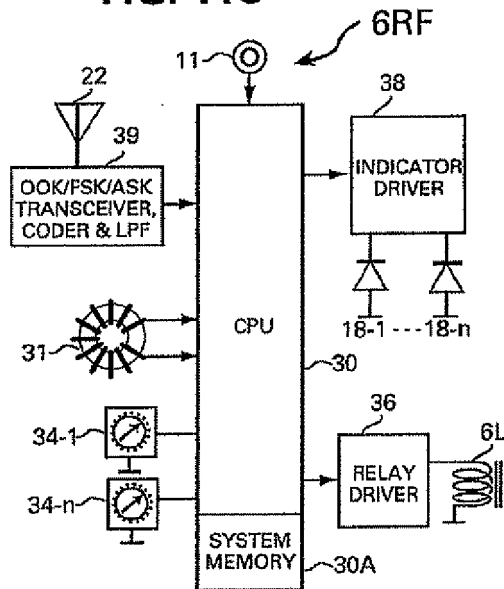 6RF
11
22
39
OOK/FSK/ASK
TRANSCEIVER,
CODER & LPF
38
INDICATOR
DRIVER
18-1 ---- 18-n
31
CPU
30
34-1
34-n
36
RELAY
DRIVER
6L
SYSTEM
MEMORY
30A